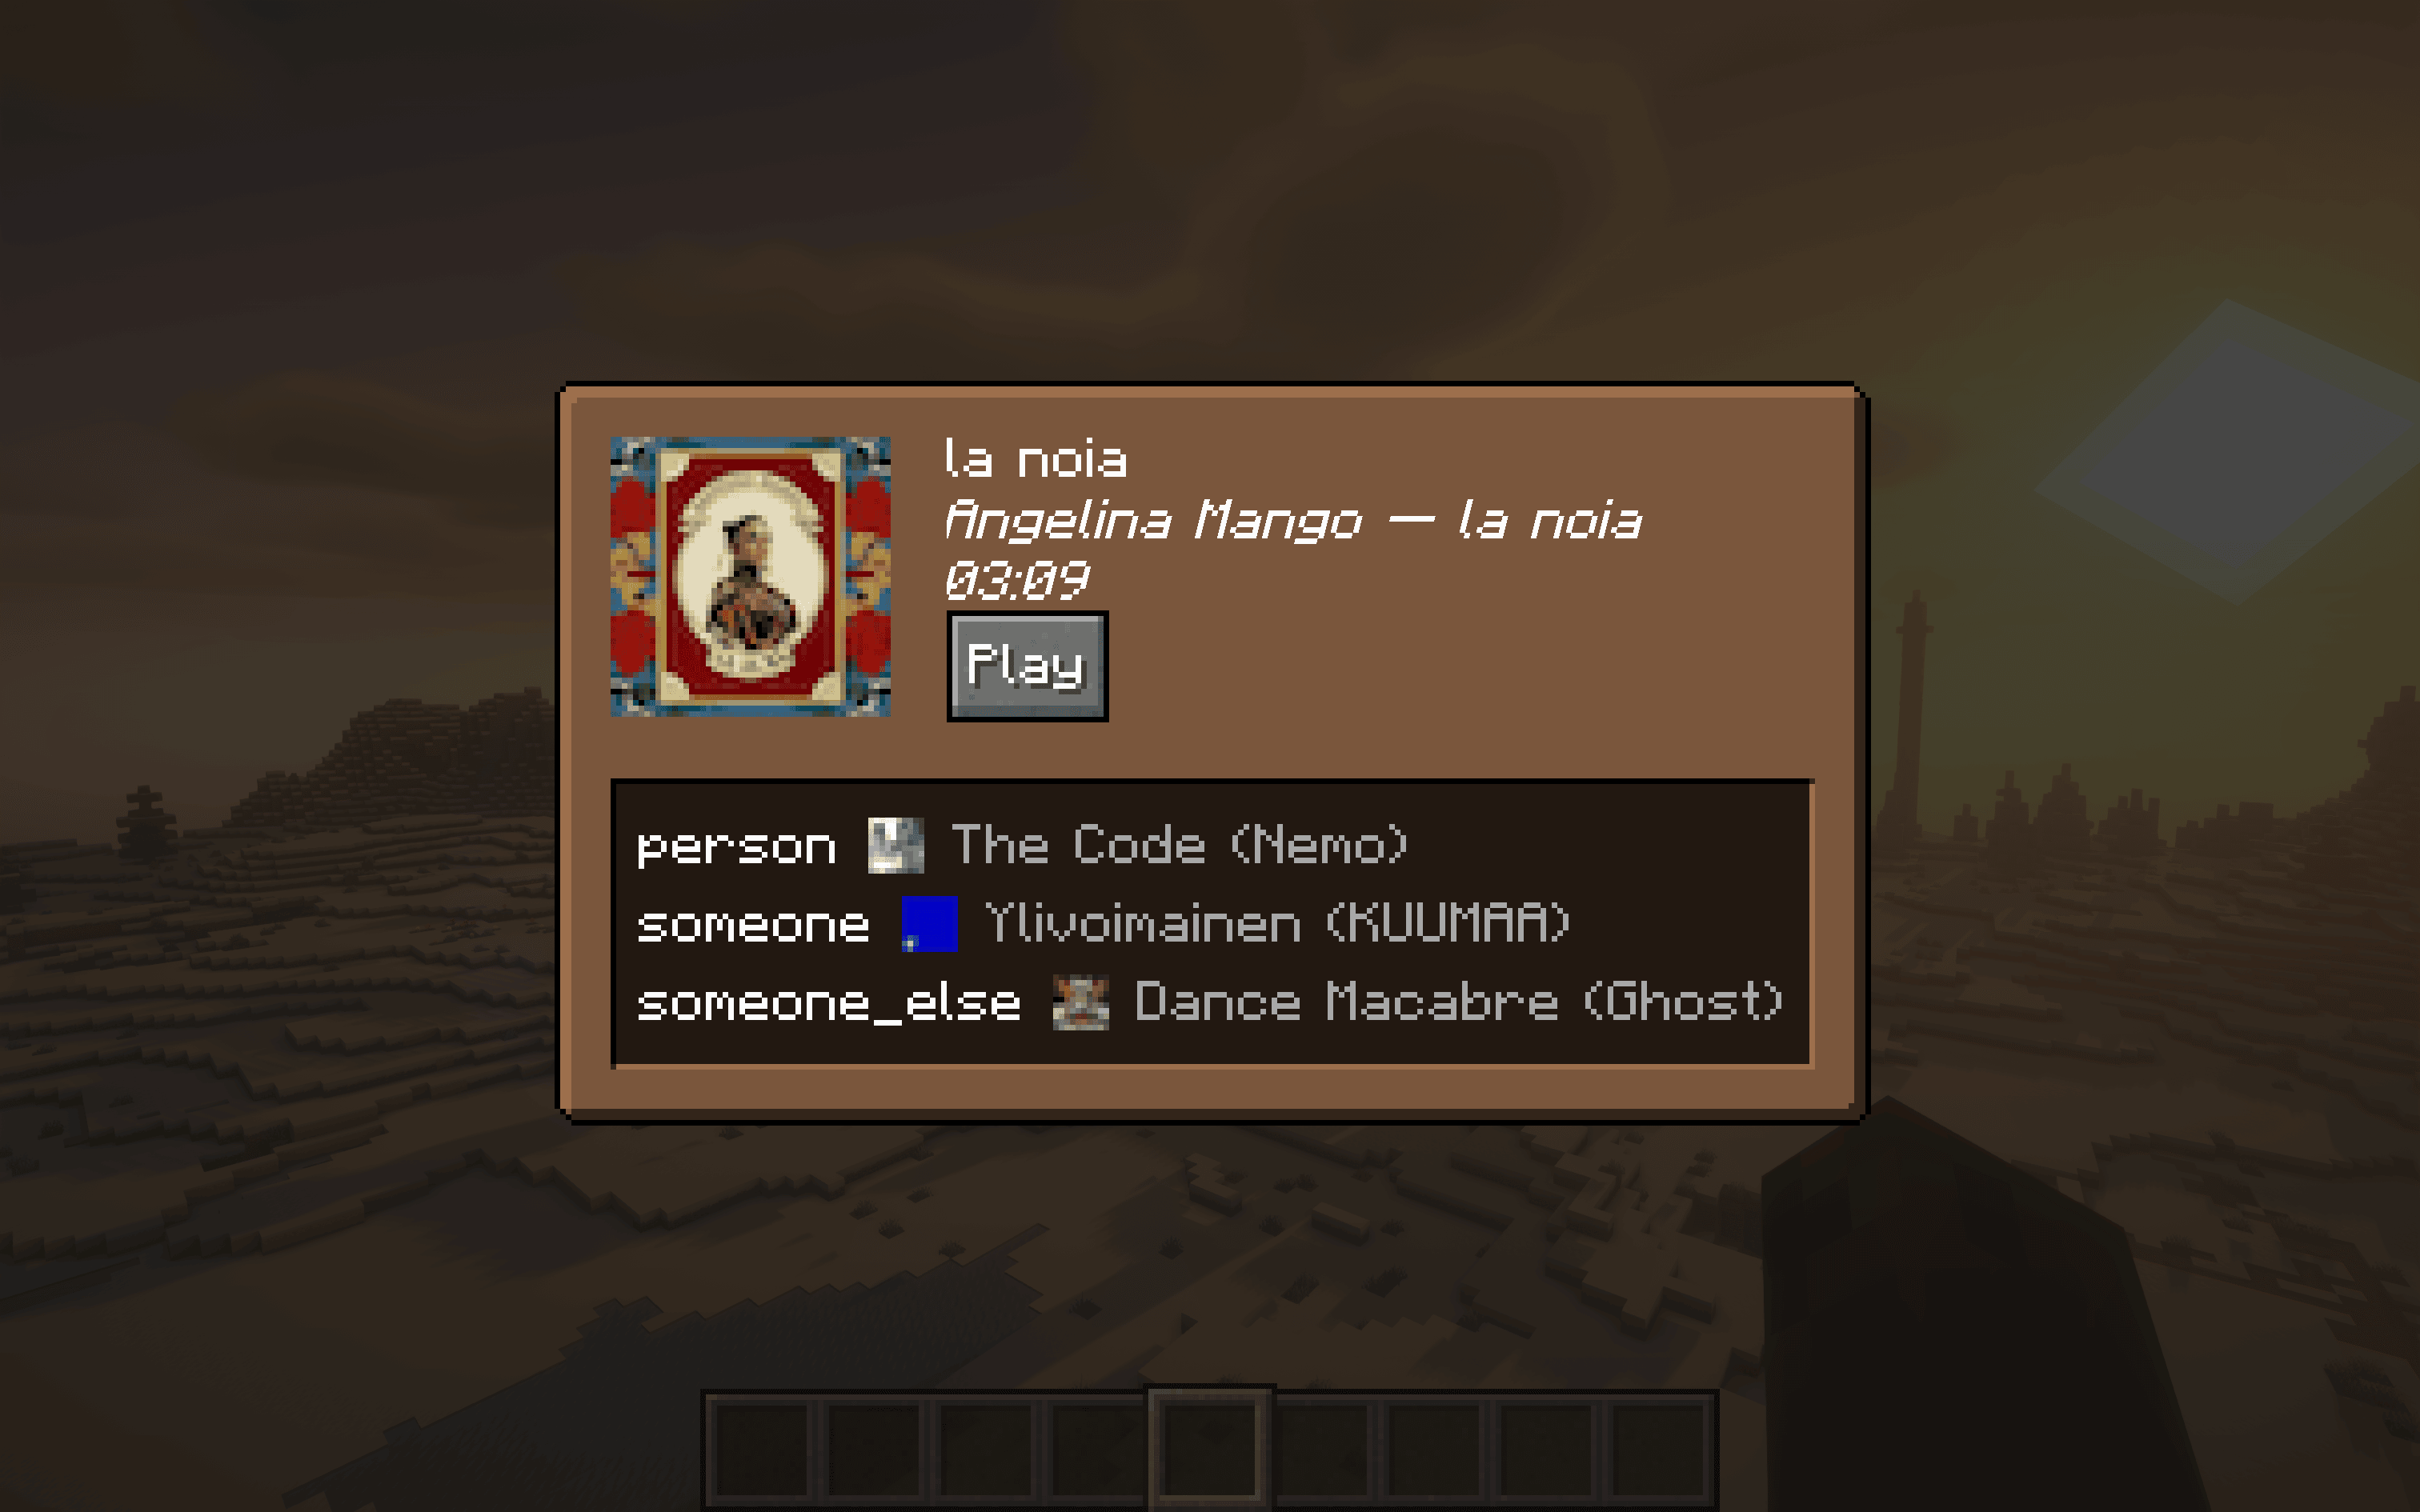 la noia
Angelina Mango — la noia
03:09
Play
person The Code (Nemo)
someone Ylivoimainen (KUUMAA)
someone_else Dance Macabre (Ghost)